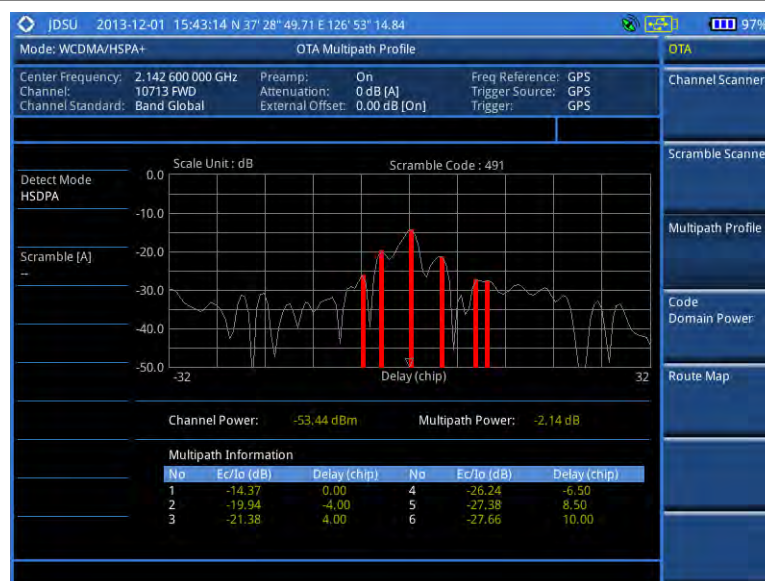 JDSU 2013-12-01 15:43:14 N 37' 28" 49.71 E 126' 53" 14.84 97%
Mode: WCDMA/HSPA+ OTA Multipath Profile OTA
Center Frequency: 2.142 600 000 GHz Preamp: On Freq Reference: GPS
Channel: 10713 FWD Attenuation: 0 dB [A] Trigger Source: GPS
Channel Standard: Band Global External Offset: 0.00 dB [On] Trigger: GPS
Channel Scanner
Scale Unit : dB Scramble Code : 491
Scramble Scanne
Detect Mode
HSDPA
Scramble [A]
--
0.0
-10.0
-20.0
-30.0
-40.0
-50.0
-32 Delay (chip) 32
Multipath Profile
Code
Domain Power
Route Map
Channel Power: -53.44 dBm Multipath Power: -2.14 dB
Multipath Information
No Ec/Io (dB) Delay (chip) No Ec/Io (dB) Delay (chip)
1 -14.37 0.00 4 -26.24 -6.50
2 -19.94 -4.00 5 -27.38 8.50
3 -21.38 4.00 6 -27.66 10.00